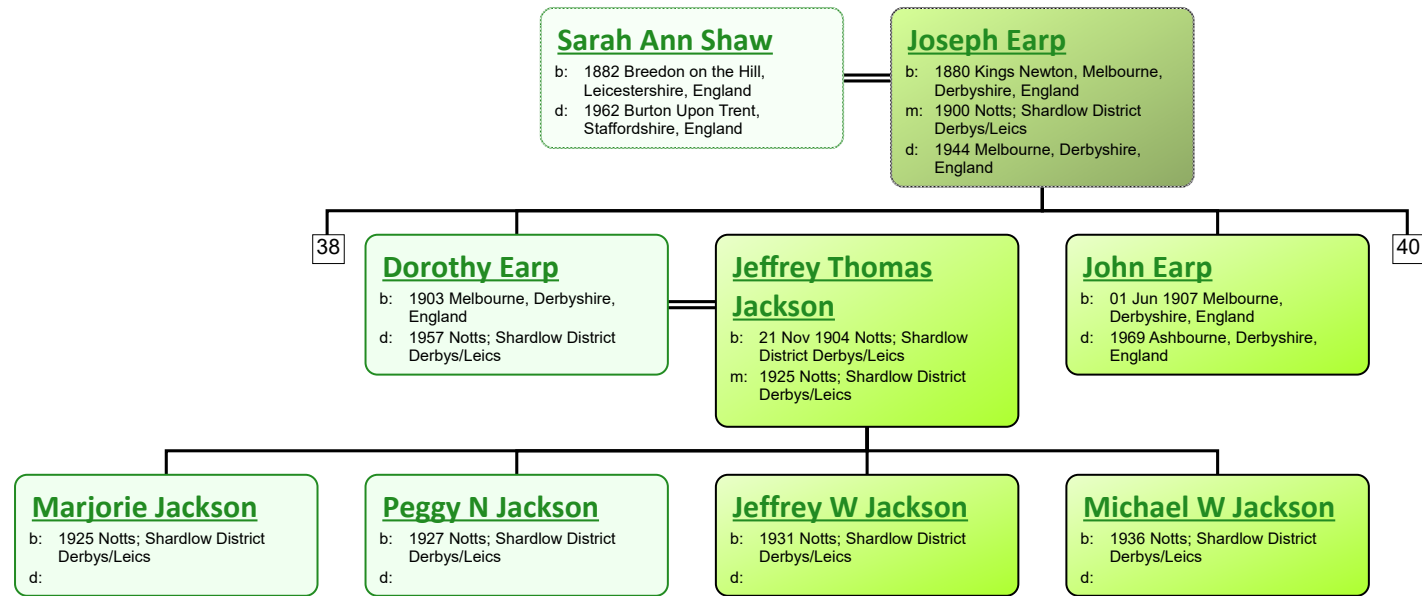 Sarah Ann Shaw
b: 1882 Breedon on the Hill,
Leicestershire, England
d: 1962 Burton Upon Trent,
Staffordshire, England
Joseph Earp
b: 1880 Kings Newton, Melbourne,
Derbyshire, England
m: 1900 Notts; Shardlow District
Derbys/Leics
d: 1944 Melbourne, Derbyshire,
England
38
Dorothy Earp
b: 1903 Melbourne, Derbyshire,
England
d: 1957 Notts; Shardlow District
Derbys/Leics
Jeffrey Thomas
Jackson
b: 21 Nov 1904 Notts; Shardlow
District Derbys/Leics
m: 1925 Notts; Shardlow District
Derbys/Leics
John Earp
b: 01 Jun 1907 Melbourne,
Derbyshire, England
d: 1969 Ashbourne, Derbyshire,
England
40
Marjorie Jackson
b: 1925 Notts; Shardlow District
Derbys/Leics
d:
Peggy N Jackson
b: 1927 Notts; Shardlow District
Derbys/Leics
d:
Jeffrey W Jackson
b: 1931 Notts; Shardlow District
Derbys/Leics
d:
Michael W Jackson
b: 1936 Notts; Shardlow District
Derbys/Leics
d: